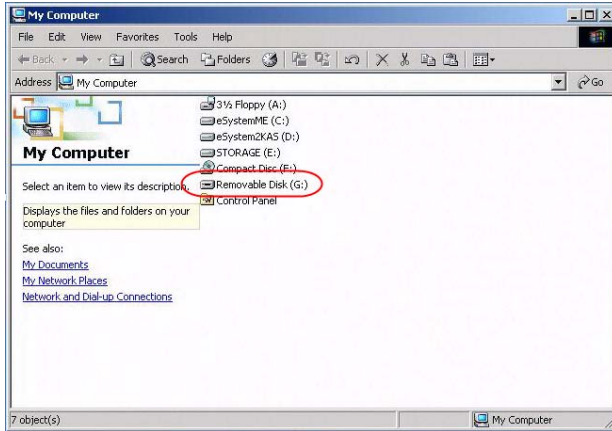 My Computer
File Edit View Favorites Tools Help
Back Search Folders
Address My Computer Go
3½ Floppy (A:)
eSystemME (C:)
eSystem2KAS (D:)
STORAGE (E:)
Compact Disc (F:)
Removable Disk (G:)
Control Panel
My Computer
Select an item to view its description.
Displays the files and folders on your
computer
See also:
My Documents
My Network Places
Network and Dial-up Connections
7 object(s) My Computer